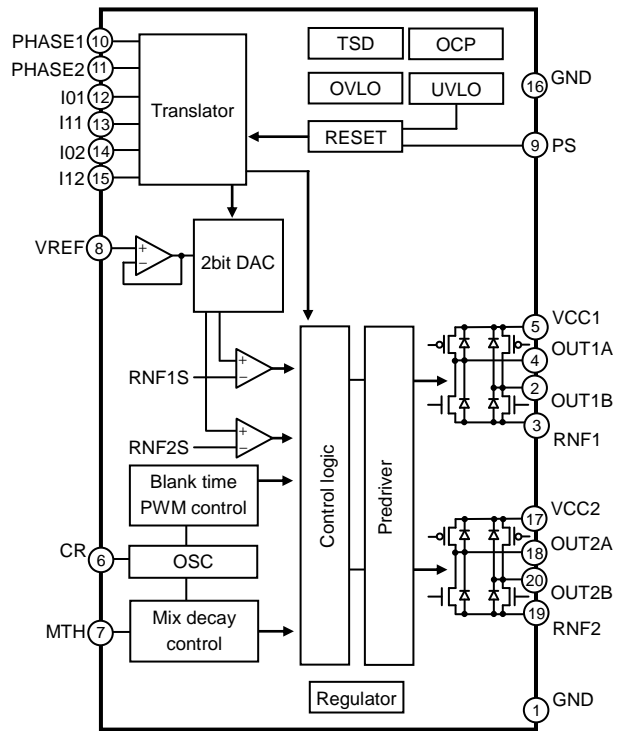 PHASE1 10
PHASE2 11
I01 12
I11 13
I02 14
I12 15
Translator
TSD
OCP
OVLO
UVLO
RESET
16 GND
9 PS
VREF 8
+
−
2bit DAC
RNF1S
+
−
RNF2S
+
−
Blank time
PWM control
CR 6
OSC
MTH 7
Mix decay
control
Control logic
Predriver
Regulator
5 VCC1
4 OUT1A
2 OUT1B
3 RNF1
17 VCC2
18 OUT2A
20 OUT2B
19 RNF2
1 GND